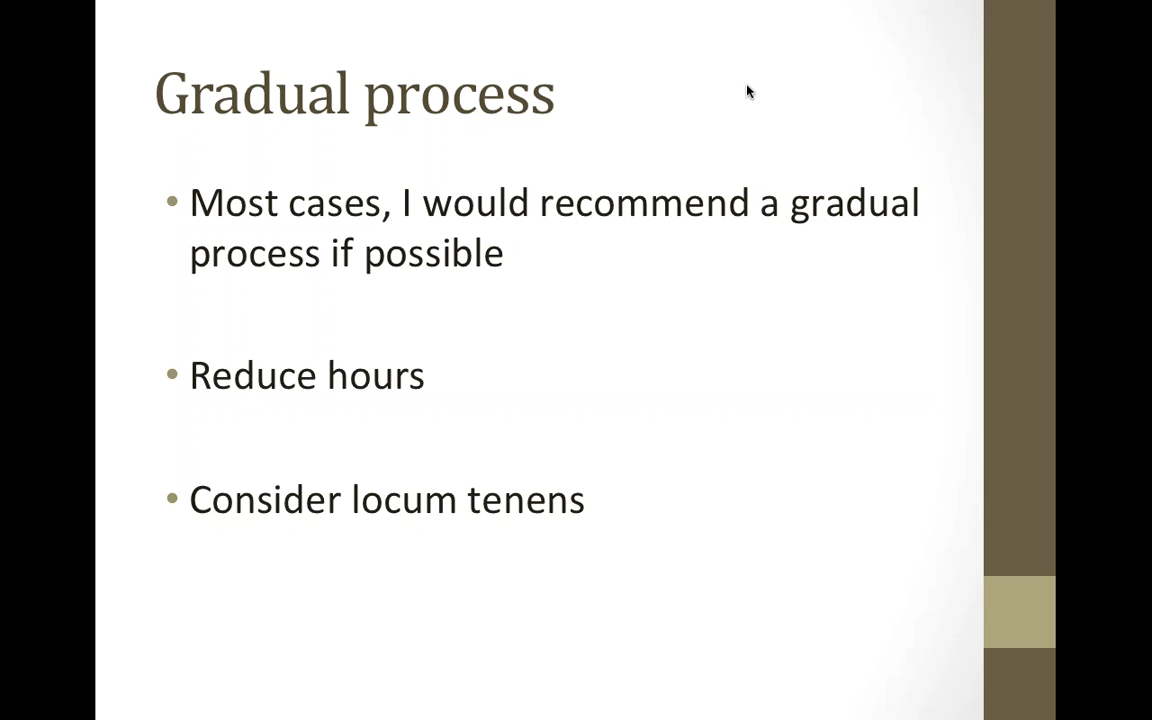 Gradual process
• Most cases, I would recommend a gradual
process if possible
• Reduce hours
• Consider locum tenens